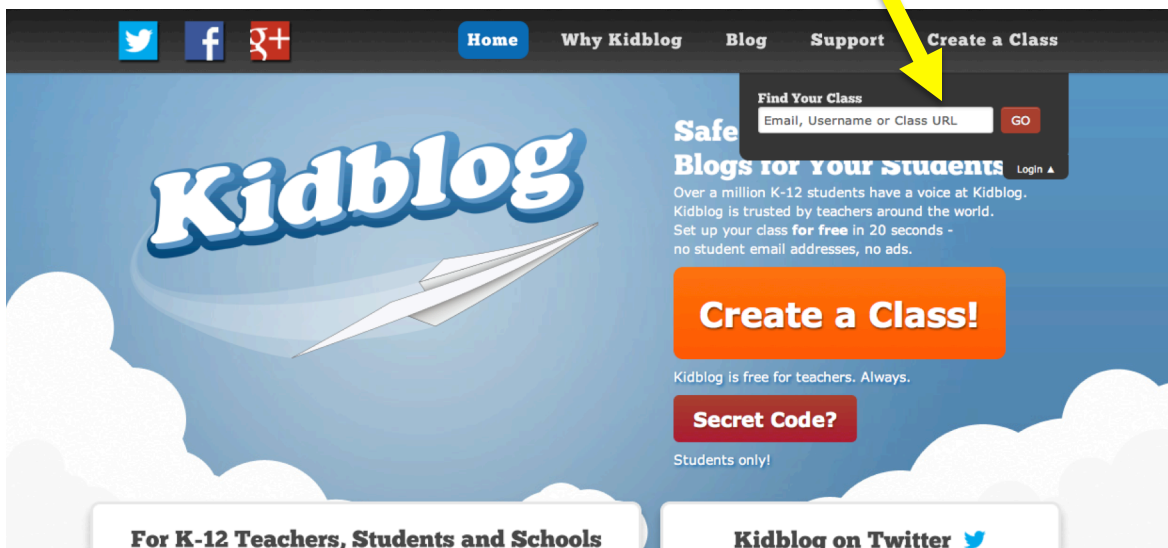 Home Why Kidblog Blog Support Create a Class
Find Your Class
Email, Username or Class URL GO
Login ▲
Kidblog
Safe
Blogs for Your Students
Over a million K-12 students have a voice at Kidblog.
Kidblog is trusted by teachers around the world.
Set up your class for free in 20 seconds -
no student email addresses, no ads.
Create a Class!
Kidblog is free for teachers. Always.
Secret Code?
Students only!
For K-12 Teachers, Students and Schools
Kidblog on Twitter